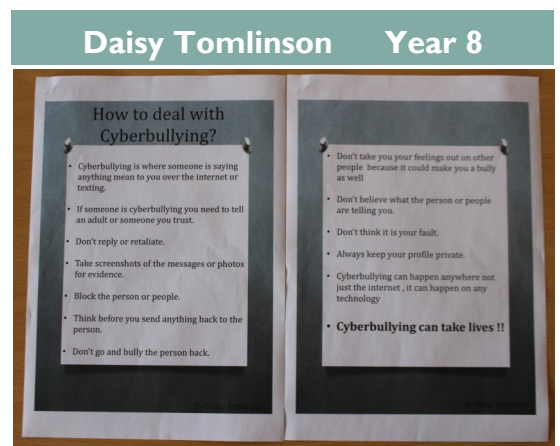 Daisy Tomlinson Year 8
How to deal with
Cyberbullying?
• Cyberbullying is where someone is saying
anything mean to you over the internet or
texting.
• If someone is cyberbullying you need to tell
an adult or someone you trust.
• Don't reply or retaliate.
• Take screenshots of the messages or photos
for evidence.
• Block the person or people.
• Think before you send anything back to the
person.
• Don't go and bully the person back.
By Daisy Tomlinson
• Don't take you your feelings out on other
people because it could make you a bully
as well
• Don't believe what the person or people
are telling you.
• Don't think it is your fault.
• Always keep your profile private.
• Cyberbullying can happen anywhere not
just the internet , it can happen on any
technology
• Cyberbullying can take lives !!
By Daisy Tomlinson